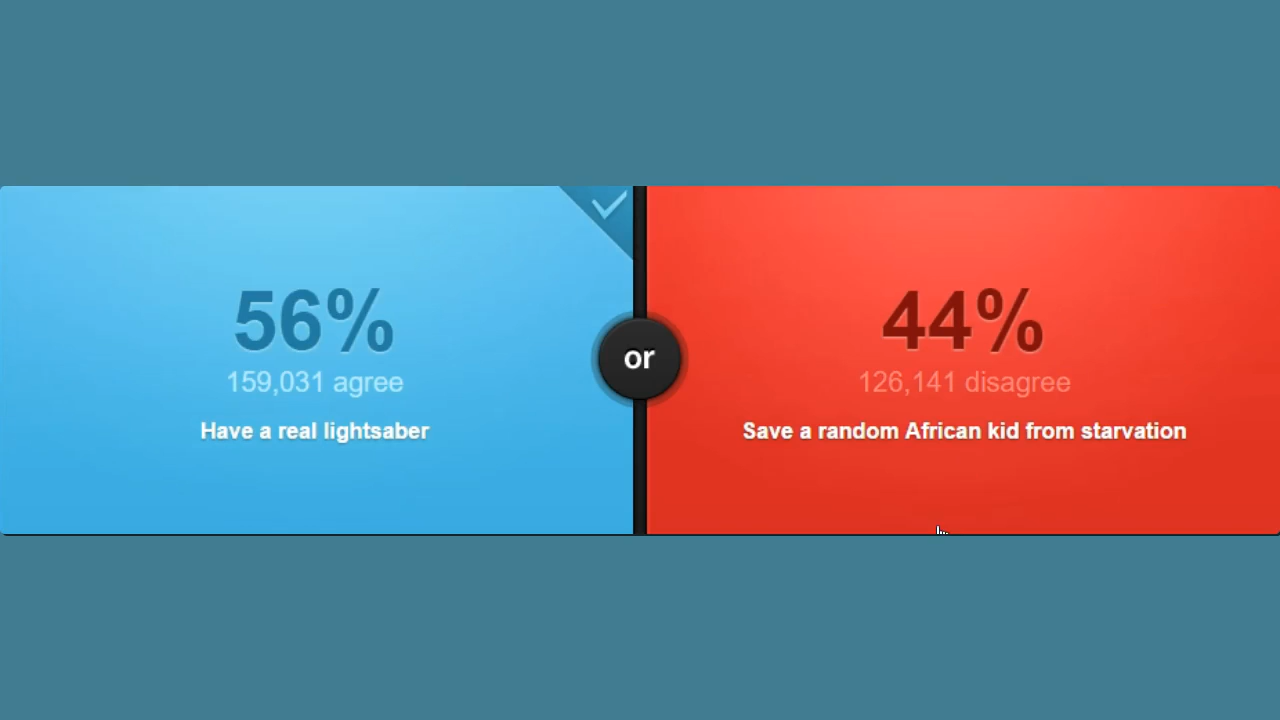 56%
159,031 agree
Have a real lightsaber
or
44%
126,141 disagree
Save a random African kid from starvation